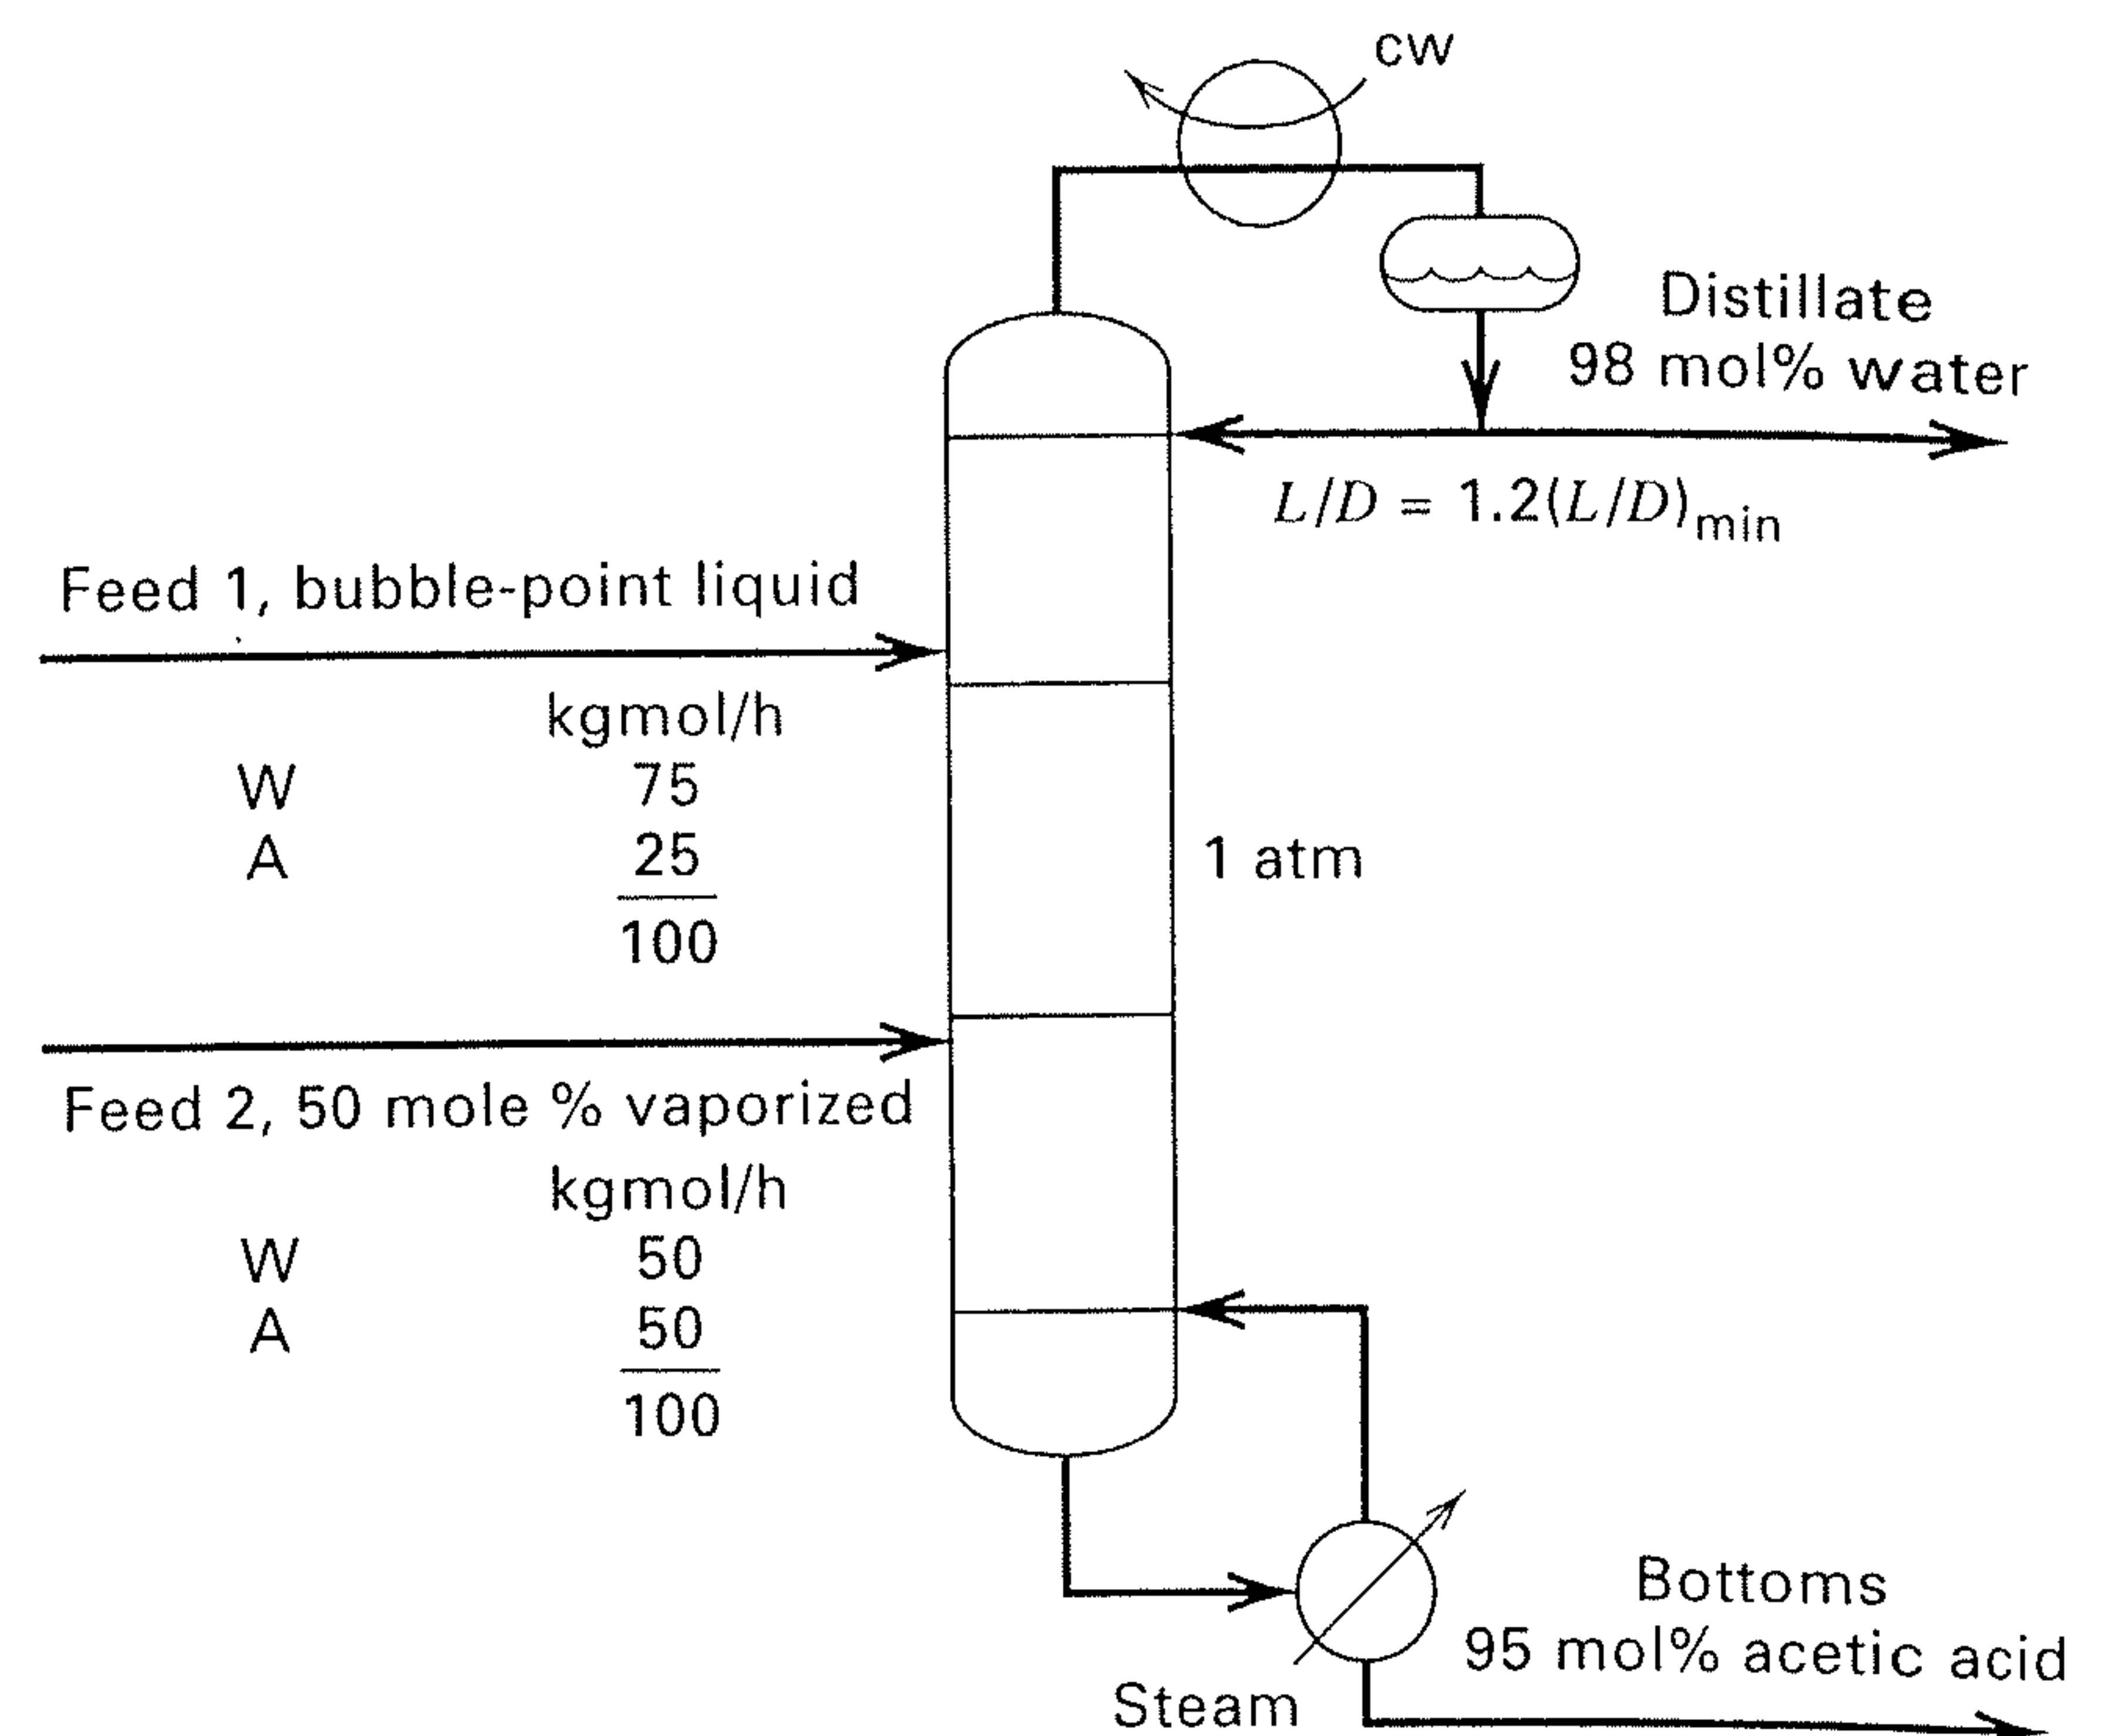 cw
Distillate
98 mol% water
L/D = 1.2(L/D)min
Feed 1, bubble-point liquid
kgmol/h
W 75
A 25
100
1 atm
Feed 2, 50 mole % vaporized
kgmol/h
W 50
A 50
100
Bottoms
95 mol% acetic acid
Steam